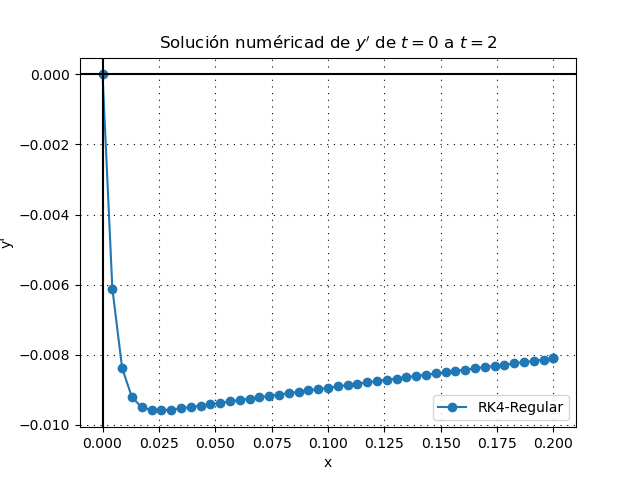 Solución numéricad de y' de t = 0 a t = 2
0.000
−0.002
−0.004
−0.006
−0.008
−0.010
y'
0.000 0.025 0.050 0.075 0.100 0.125 0.150 0.175 0.200
x
RK4-Regular